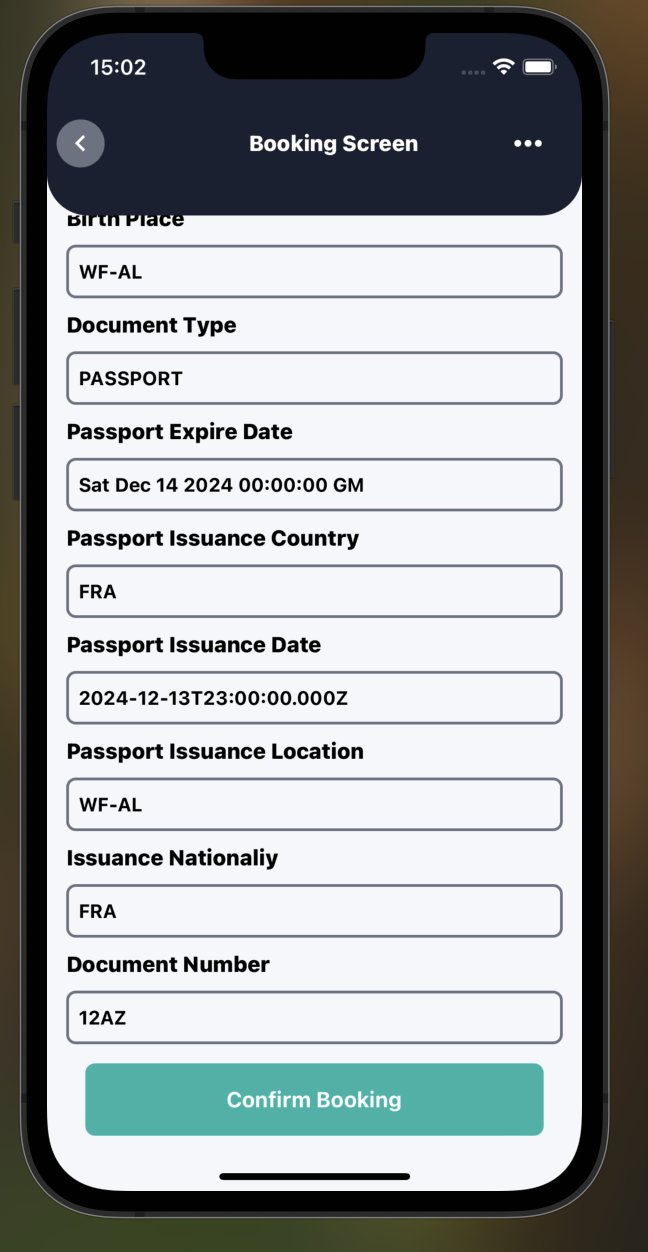 15:02
Booking Screen
Birth Place
WF-AL
Document Type
PASSPORT
Passport Expire Date
Sat Dec 14 2024 00:00:00 GM
Passport Issuance Country
FRA
Passport Issuance Date
2024-12-13T23:00:00.000Z
Passport Issuance Location
WF-AL
Issuance Nationaliy
FRA
Document Number
12AZ
Confirm Booking